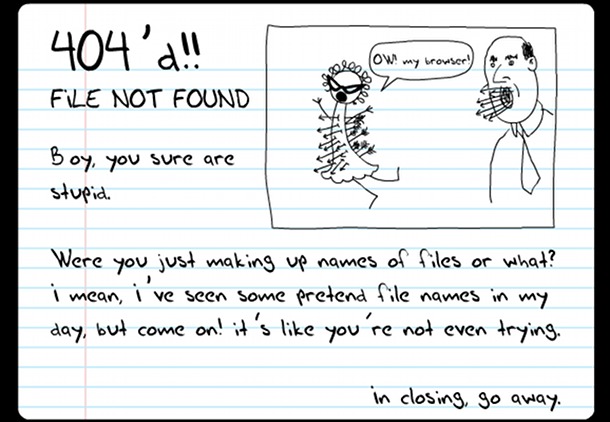 404'd!!
FiLE NOT FOUND
OW! my browser!
Boy, you sure are
stupid.
Were you just making up names of files or what?
i mean, i've seen some pretend file names in my
day, but come on! it's like you're not even trying.
in closing, go away.